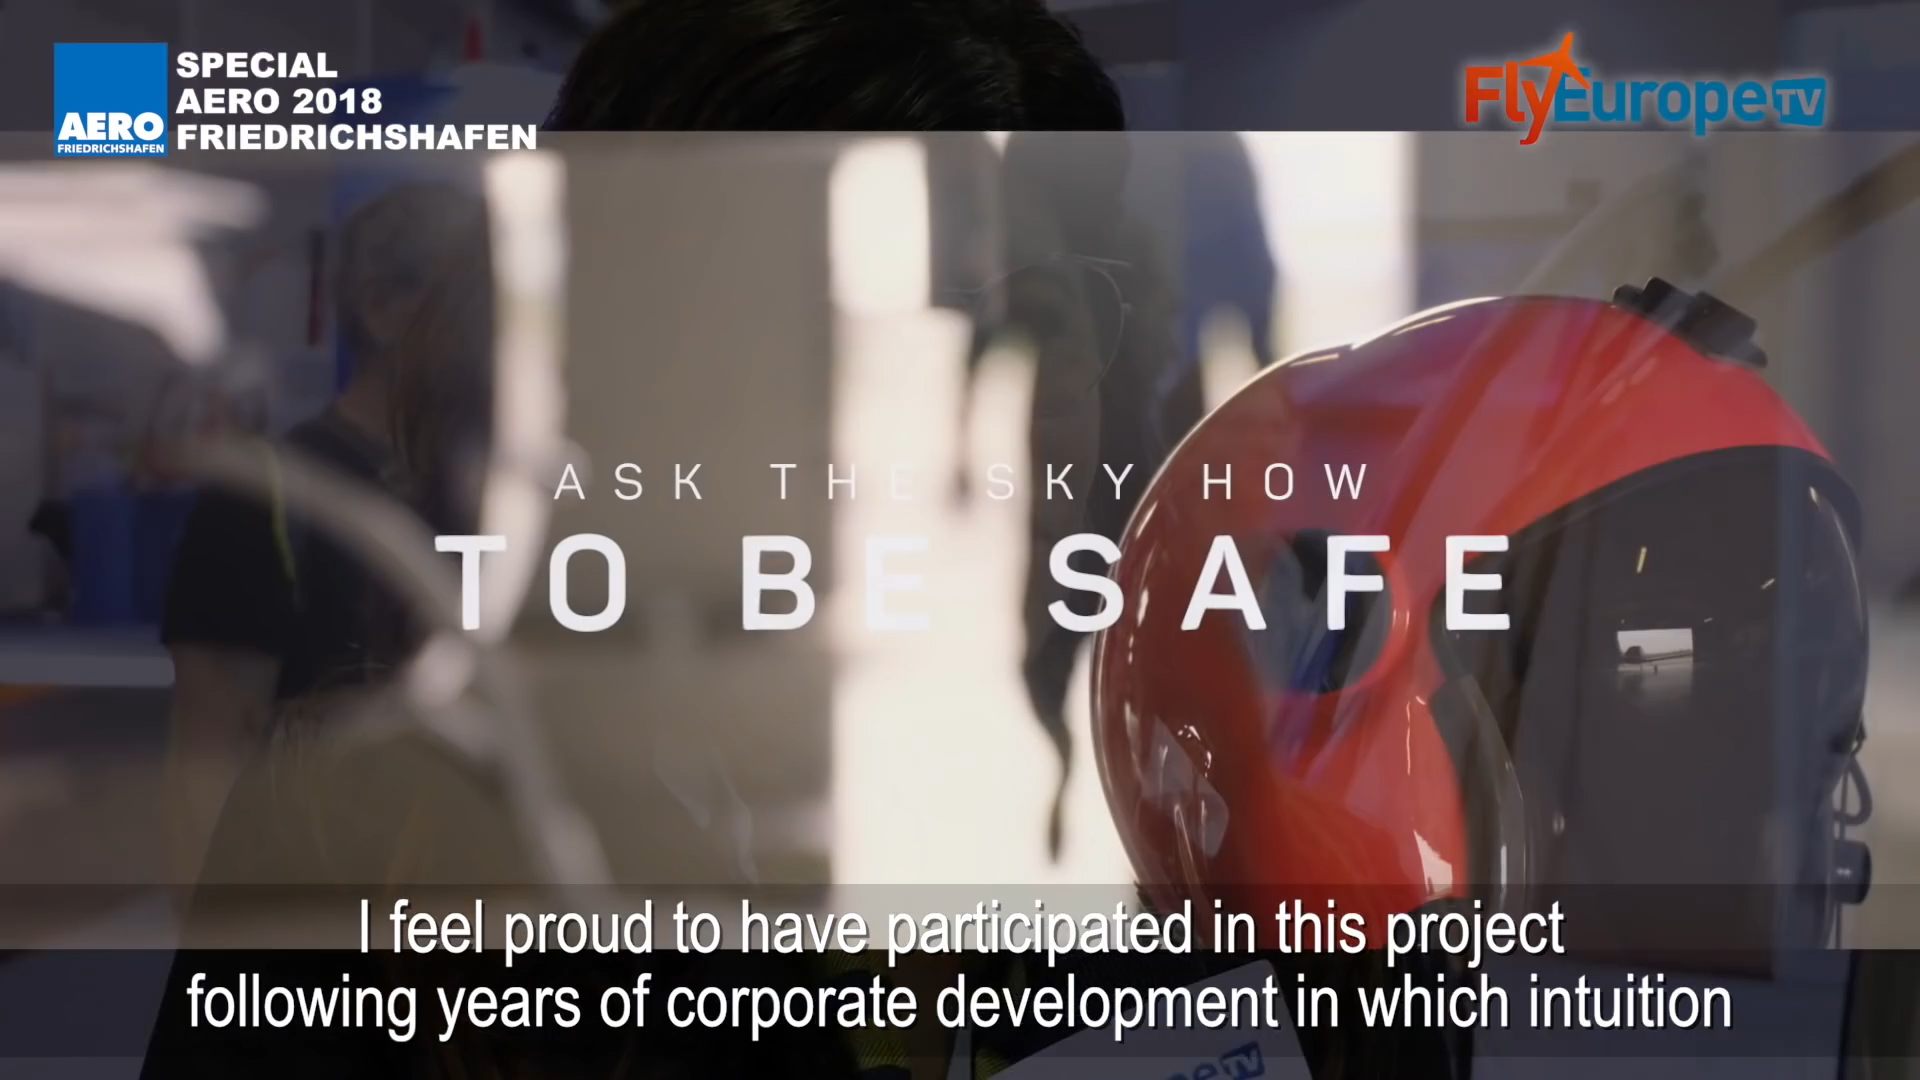 SPECIAL
AERO 2018
FRIEDRICHSHAFEN
AERO
FRIEDRICHSHAFEN
FlyEuropeTV
ASK THE SKY HOW
TO BE SAFE
I feel proud to have participated in this project
following years of corporate development in which intuition
peTV